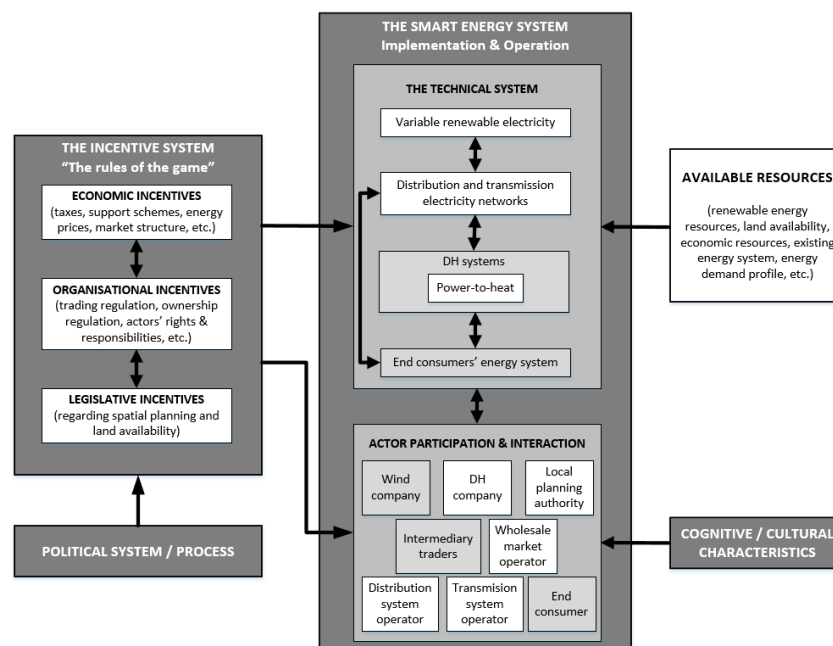 THE SMART ENERGY SYSTEM
Implementation & Operation
THE TECHNICAL SYSTEM
Variable renewable electricity
Distribution and transmission
electricity networks
DH systems
Power-to-heat
End consumers' energy system
THE INCENTIVE SYSTEM
“The rules of the game”
ECONOMIC INCENTIVES
(taxes, support schemes, energy
prices, market structure, etc.)
ORGANISATIONAL INCENTIVES
(trading regulation, ownership
regulation, actors' rights &
responsibilities, etc.)
LEGISLATIVE INCENTIVES
(regarding spatial planning and
land availability)
POLITICAL SYSTEM / PROCESS
AVAILABLE RESOURCES
(renewable energy
resources, land availability,
economic resources, existing
energy system, energy
demand profile, etc.)
ACTOR PARTICIPATION & INTERACTION
Wind
company
DH
company
Local
planning
authority
Intermediary
traders
Wholesale
market
operator
Distribution
system
operator
Transmision
system
operator
End
consumer
COGNITIVE / CULTURAL
CHARACTERISTICS